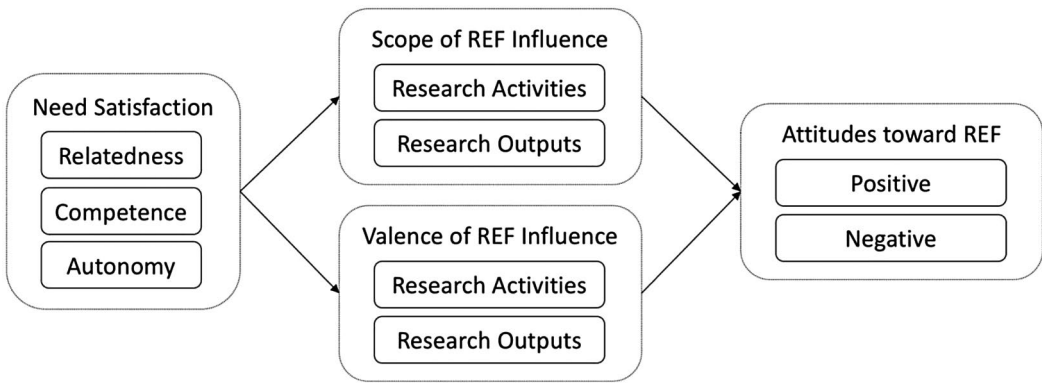 Need Satisfaction
Relatedness
Competence
Autonomy
Scope of REF Influence
Research Activities
Research Outputs
Valence of REF Influence
Research Activities
Research Outputs
Attitudes toward REF
Positive
Negative